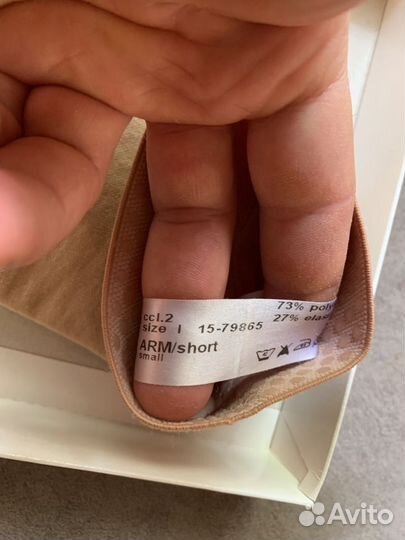 ccl.2
size I 15-79865
ARM/short
small
73% poly
27% elas
Avito